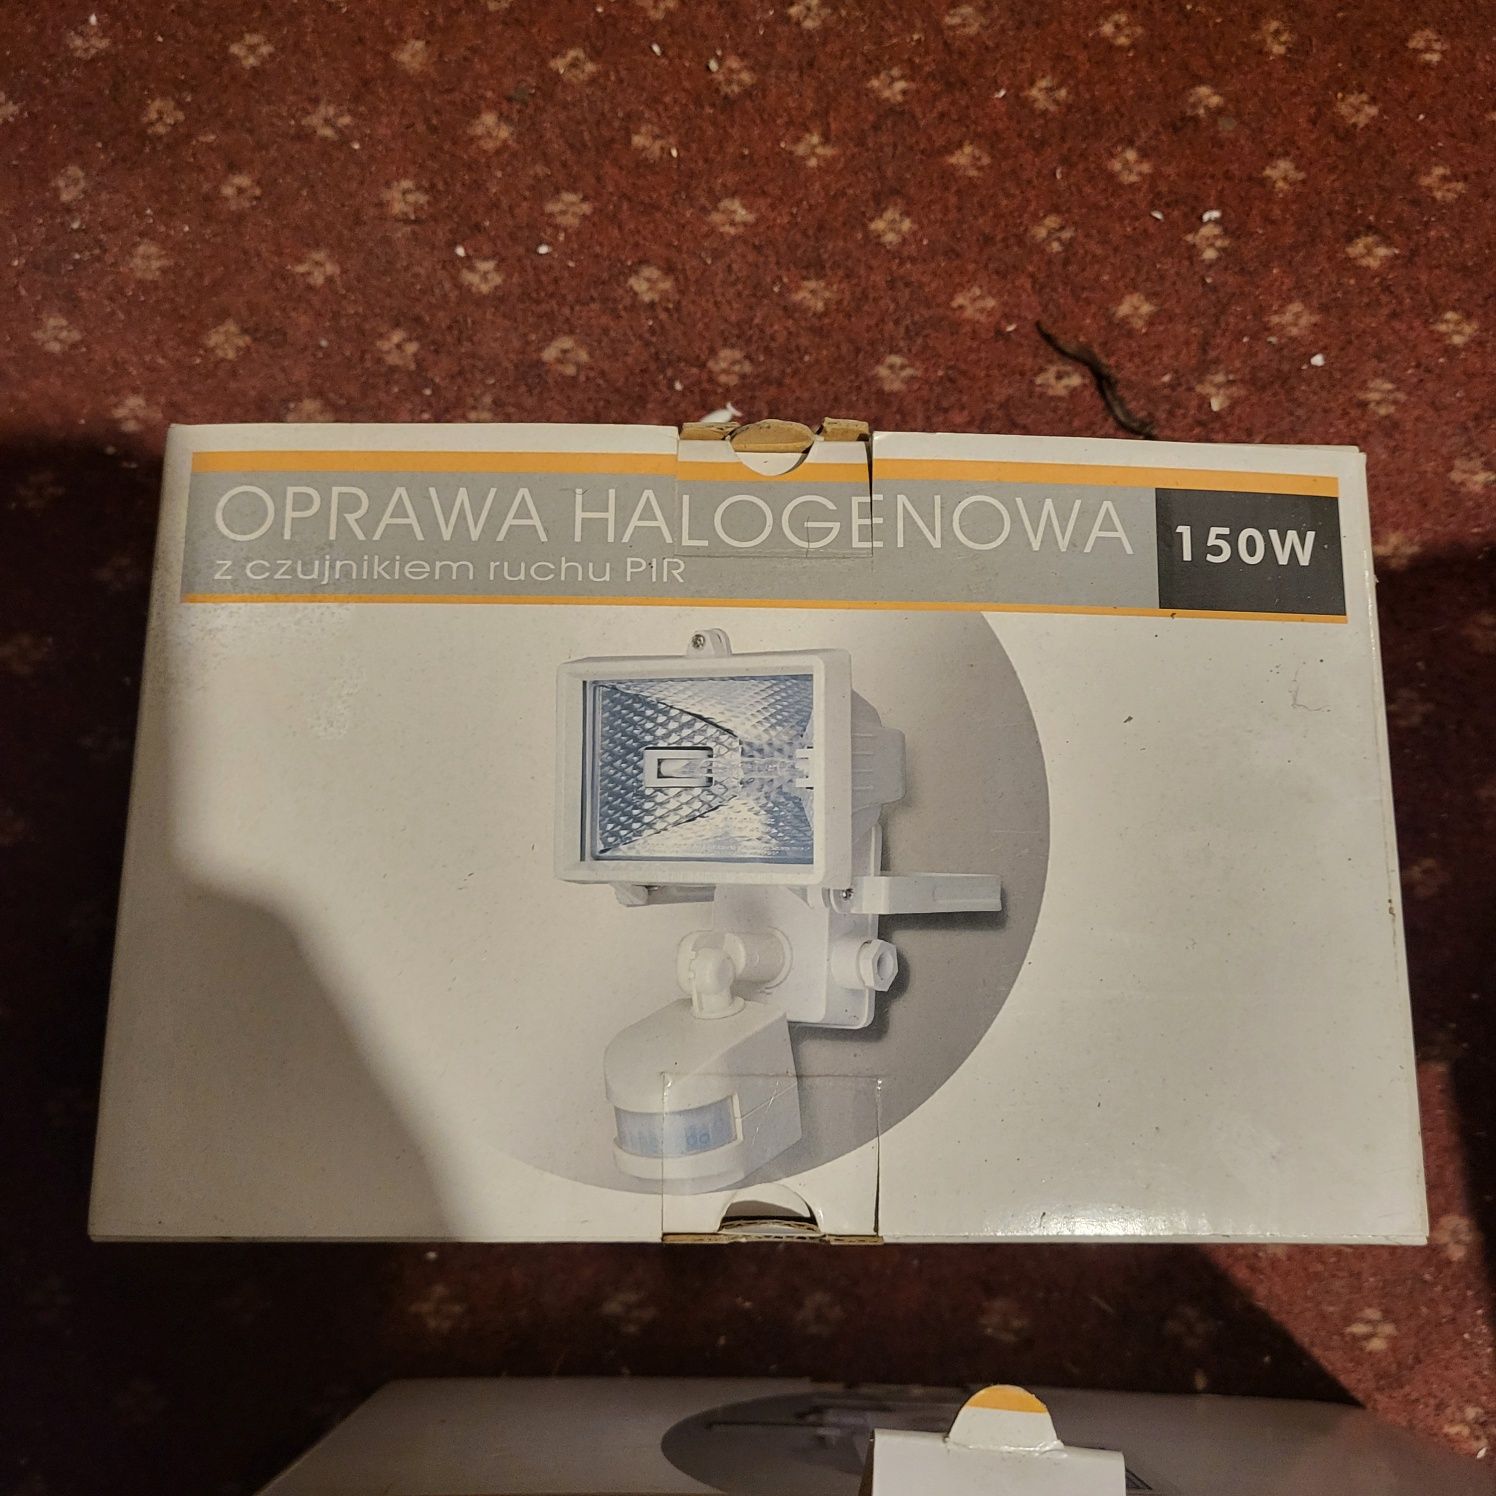 OPRAWA HALOGENOWA
z czujnikiem ruchu PIR
150W